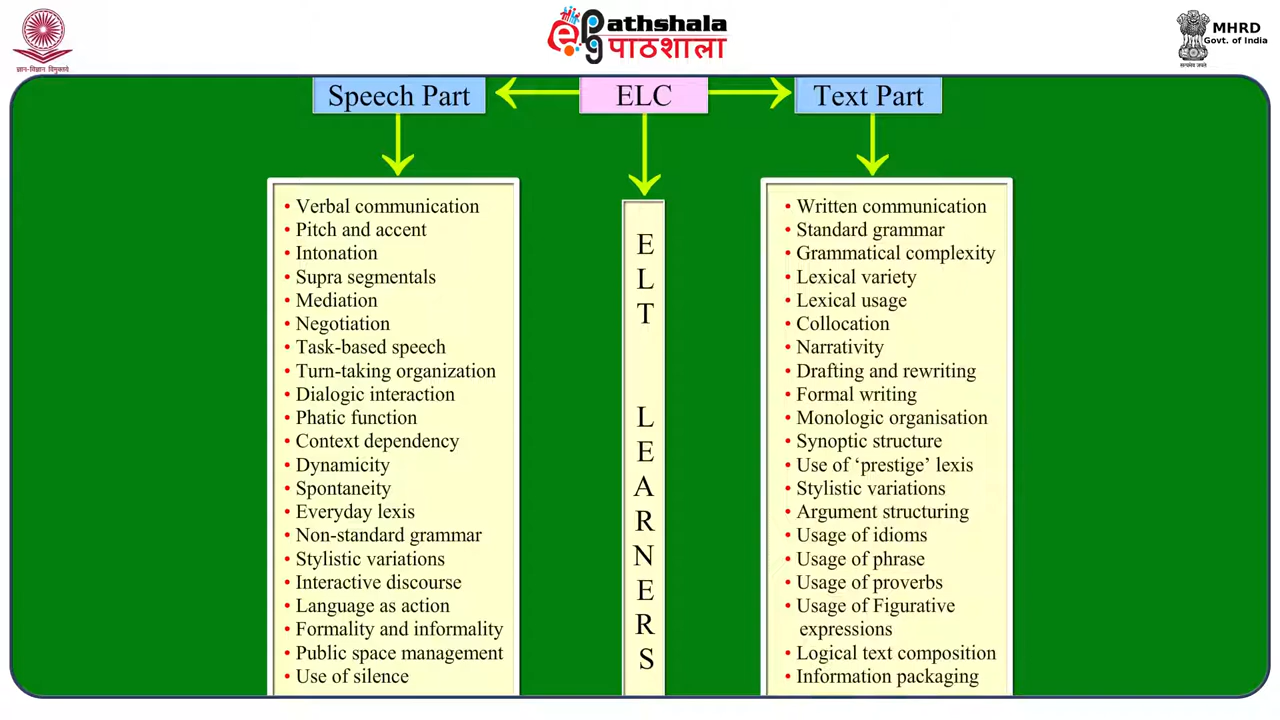 ज्ञान-विज्ञान विमुक्तये
ePathshala
पाठशाला
सत्यमेव जयते
MHRD
Govt. of India
Speech Part
ELC
Text Part
• Verbal communication
• Pitch and accent
• Intonation
• Supra segmentals
• Mediation
• Negotiation
• Task-based speech
• Turn-taking organization
• Dialogic interaction
• Phatic function
• Context dependency
• Dynamicity
• Spontaneity
• Everyday lexis
• Non-standard grammar
• Stylistic variations
• Interactive discourse
• Language as action
• Formality and informality
• Public space management
• Use of silence
ELT LEARNERS
• Written communication
• Standard grammar
• Grammatical complexity
• Lexical variety
• Lexical usage
• Collocation
• Narrativity
• Drafting and rewriting
• Formal writing
• Monologic organisation
• Synoptic structure
• Use of ‘prestige’ lexis
• Stylistic variations
• Argument structuring
• Usage of idioms
• Usage of phrase
• Usage of proverbs
• Usage of Figurative
expressions
• Logical text composition
• Information packaging